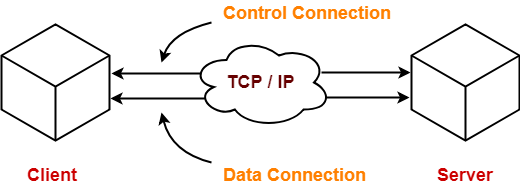 Control Connection
TCP / IP
Data Connection
Client
Server